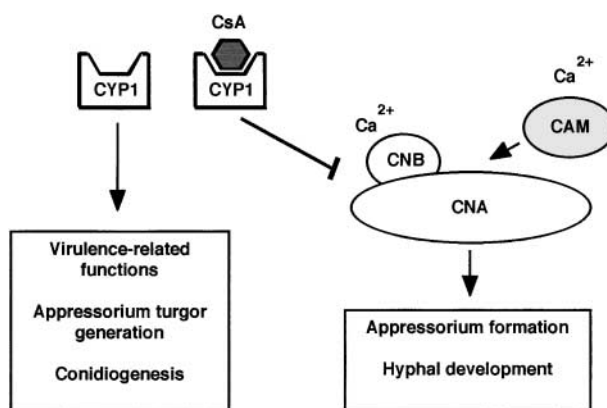 CsA
CYP1
CYP1
Ca2+
CAM
Ca2+
CNB
CNA
Virulence-related
functions
Appressorium turgor
generation
Conidiogenesis
Appressorium formation
Hyphal development